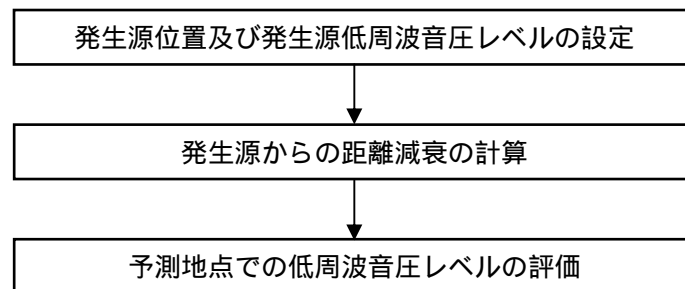 発生源位置及び発生源低周波音圧レベルの設定
発生源からの距離減衰の計算
予測地点での低周波音圧レベルの評価